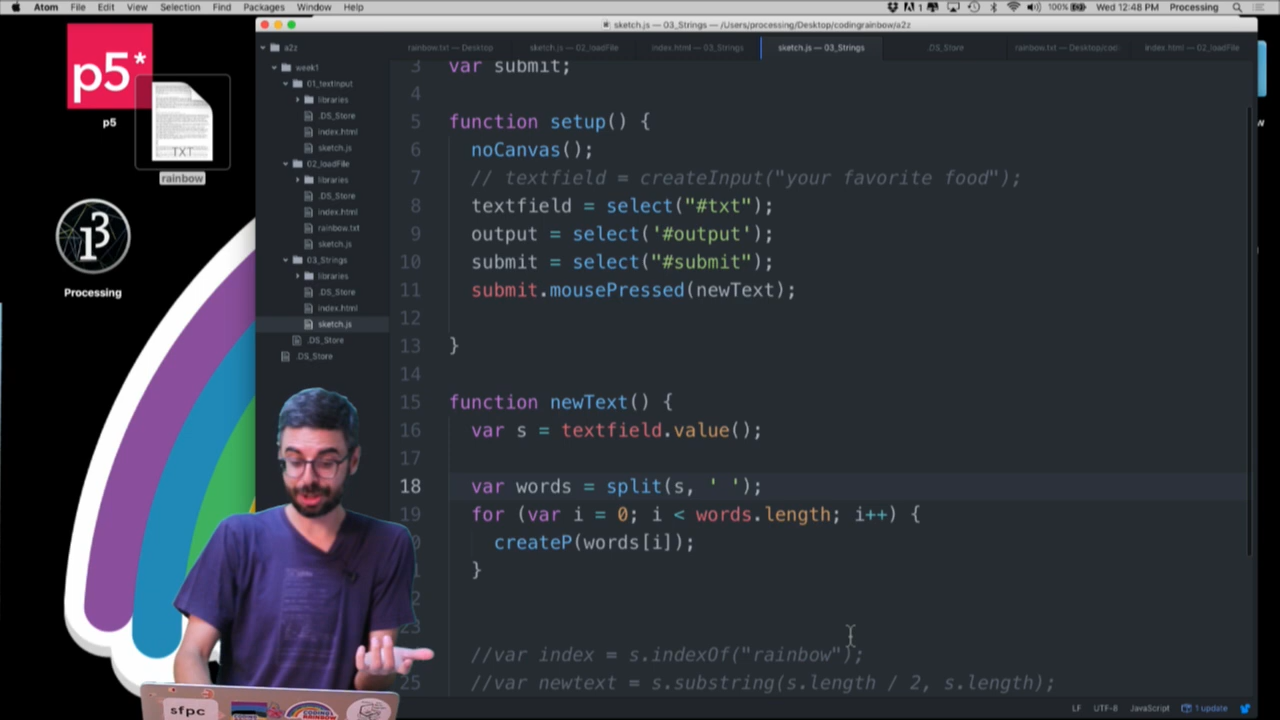 Atom File Edit View Selection Find Packages Window Help
100% Wed 12:48 PM Processing
sketch.js — 03_Strings — /Users/processing/Desktop/codingrainbow/a2z
a2z
rainbow.txt — Desktop
sketch.js — 02_loadFile
index.html — 03_Strings
sketch.js — 03_Strings
.DS_Store
rainbow.txt — Desktop/codi
index.html — 02_loadFile
week1
01_textInput
libraries
.DS_Store
index.html
sketch.js
02_loadFile
libraries
.DS_Store
index.html
rainbow.txt
sketch.js
03_Strings
libraries
.DS_Store
index.html
sketch.js
.DS_Store
.DS_Store
p5*
p5
TXT
rainbow
Processing
3 var submit;
4
5 function setup() {
6 noCanvas();
7 // textfield = createInput("your favorite food");
8 textfield = select("#txt");
9 output = select('#output');
10 submit = select("#submit");
11 submit.mousePressed(newText);
12
13 }
14
15 function newText() {
16 var s = textfield.value();
17
18 var words = split(s, ' ');
19 for (var i = 0; i < words.length; i++) {
createP(words[i]);
}
23
//var index = s.indexOf("rainbow");
25 //var newtext = s.substring(s.length / 2, s.length);
LF UTF-8 JavaScript 1 update
sfpc